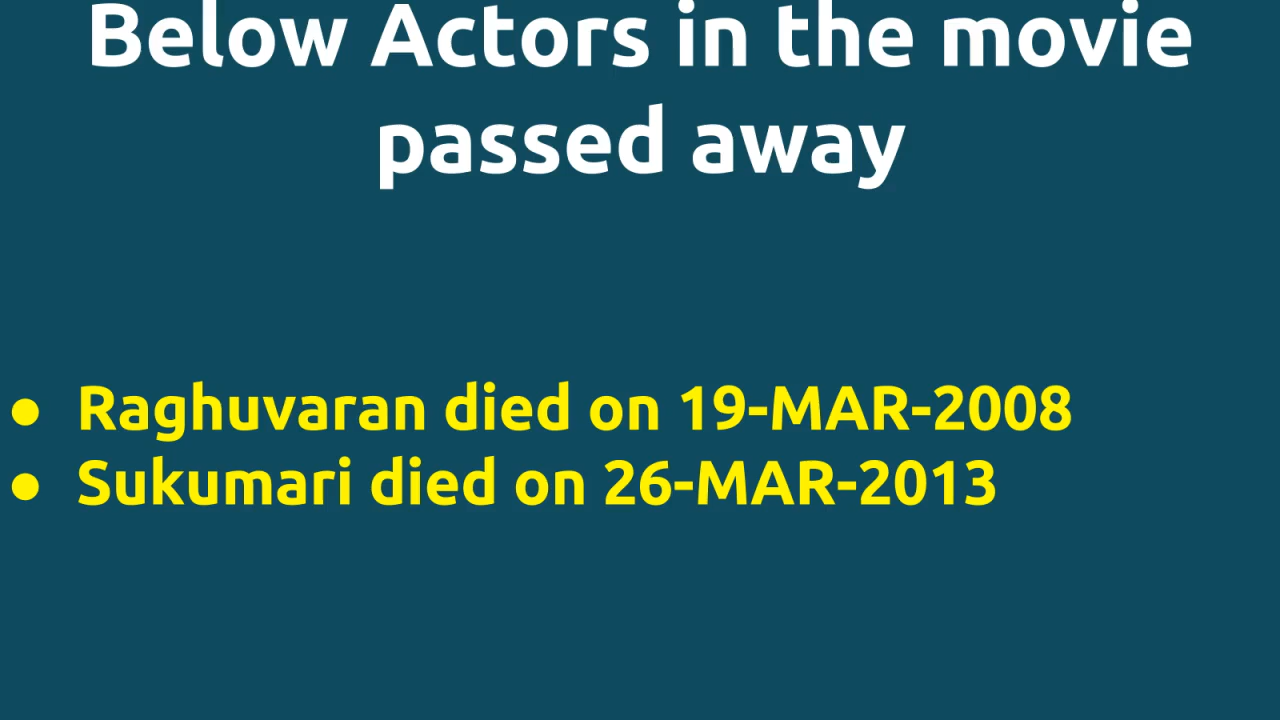 Below Actors in the movie
passed away
● Raghuvaran died on 19-MAR-2008
● Sukumari died on 26-MAR-2013